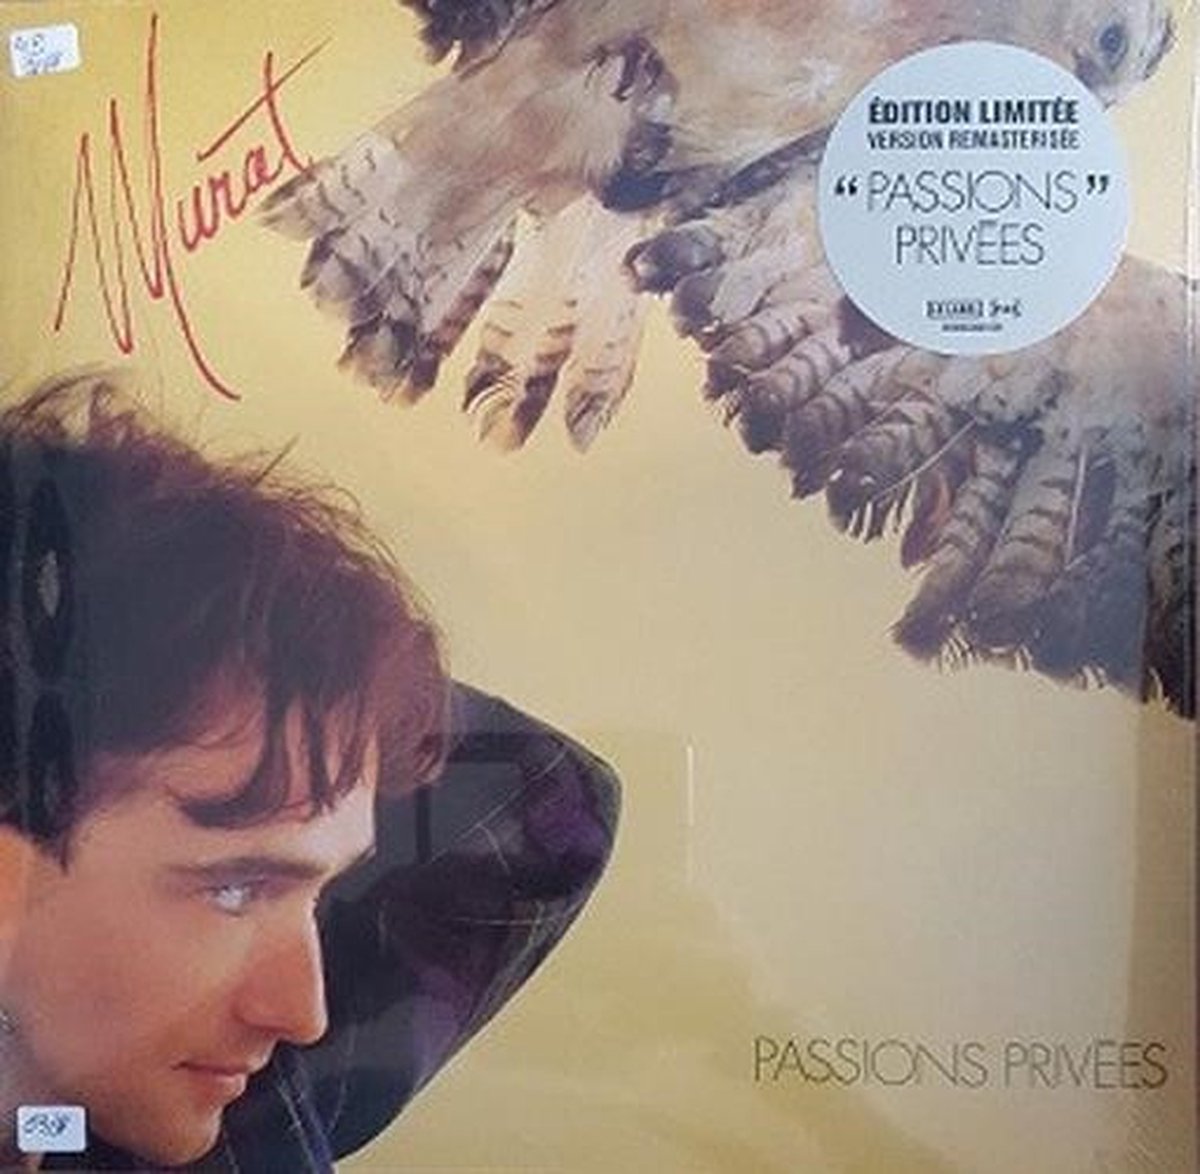 Murat
ÉDITION LIMITÉE
VERSION REMASTERISÉE
“PASSIONS”
PRIVÉES
PASSIONS PRIVÉES